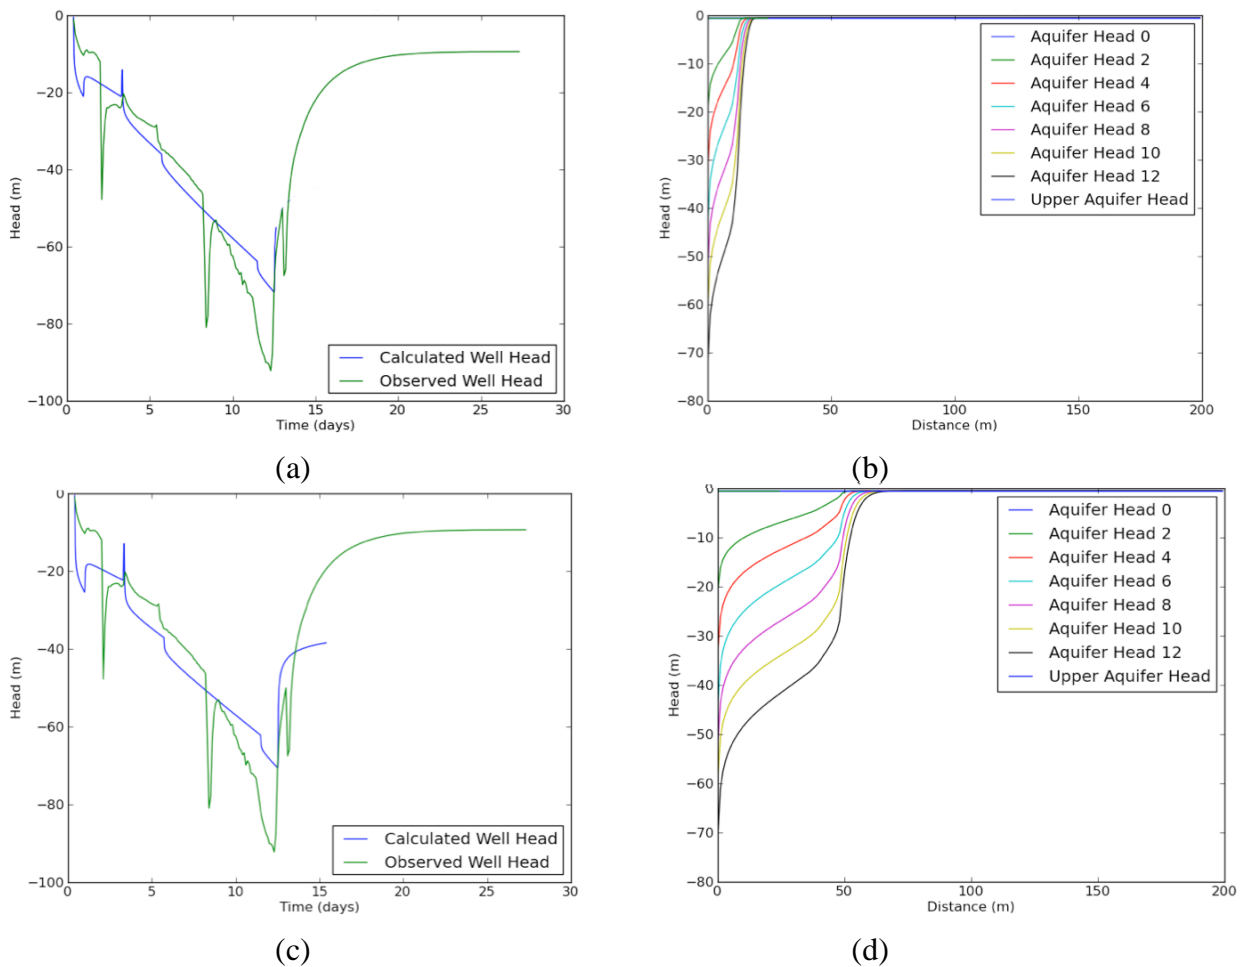 0
−20
−40
−60
−80
−100
Head (m)
0
5
10
15
20
25
30
Time (days)
Calculated Well Head
Observed Well Head
(a)
0
−10
−20
−30
−40
−50
−60
−70
−80
Head (m)
0
50
100
150
200
Distance (m)
Aquifer Head 0
Aquifer Head 2
Aquifer Head 4
Aquifer Head 6
Aquifer Head 8
Aquifer Head 10
Aquifer Head 12
Upper Aquifer Head
(b)
0
−20
−40
−60
−80
−100
Head (m)
0
5
10
15
20
25
30
Time (days)
Calculated Well Head
Observed Well Head
(c)
0
−10
−20
−30
−40
−50
−60
−70
−80
Head (m)
0
50
100
150
200
Distance (m)
Aquifer Head 0
Aquifer Head 2
Aquifer Head 4
Aquifer Head 6
Aquifer Head 8
Aquifer Head 10
Aquifer Head 12
Upper Aquifer Head
(d)